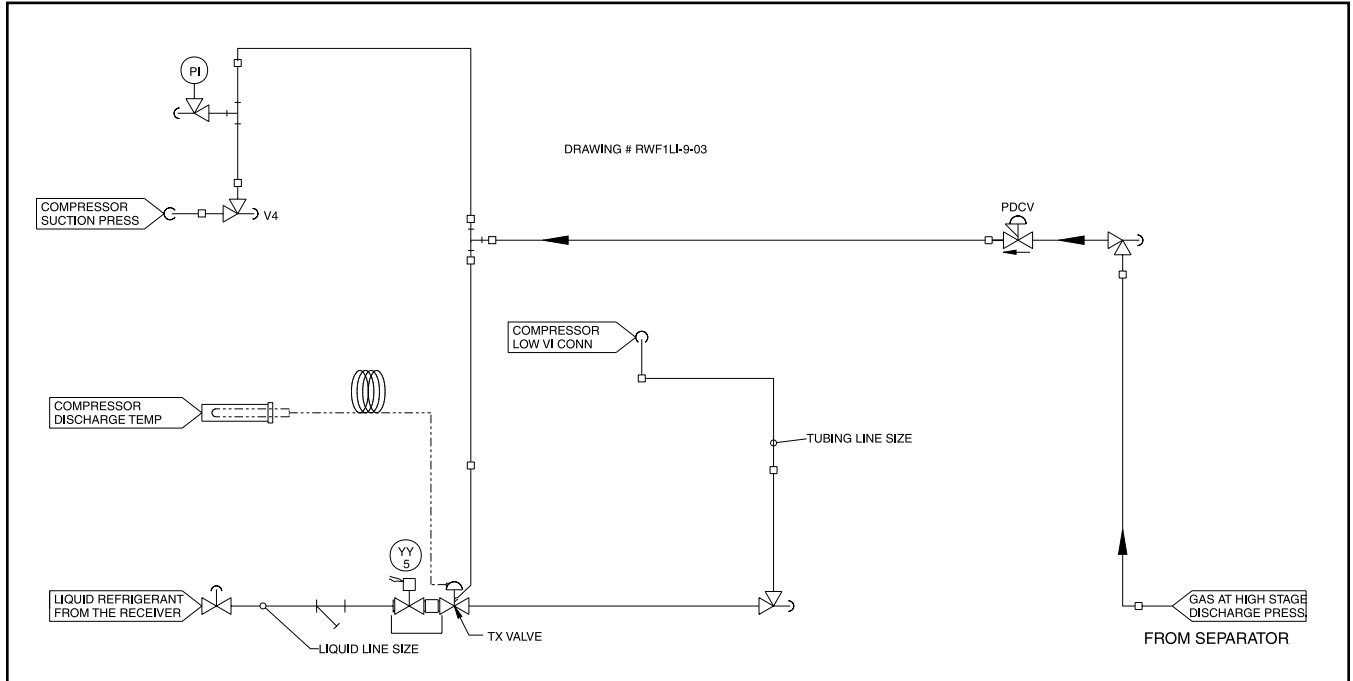 PI
DRAWING # RWF1LI-9-03
COMPRESSOR
SUCTION PRESS
V4
PDCV
COMPRESSOR
LOW VI CONN
COMPRESSOR
DISCHARGE TEMP
TUBING LINE SIZE
YY
5
LIQUID REFRIGERANT
FROM THE RECEIVER
TX VALVE
LIQUID LINE SIZE
GAS AT HIGH STAGE
DISCHARGE PRESS.
FROM SEPARATOR